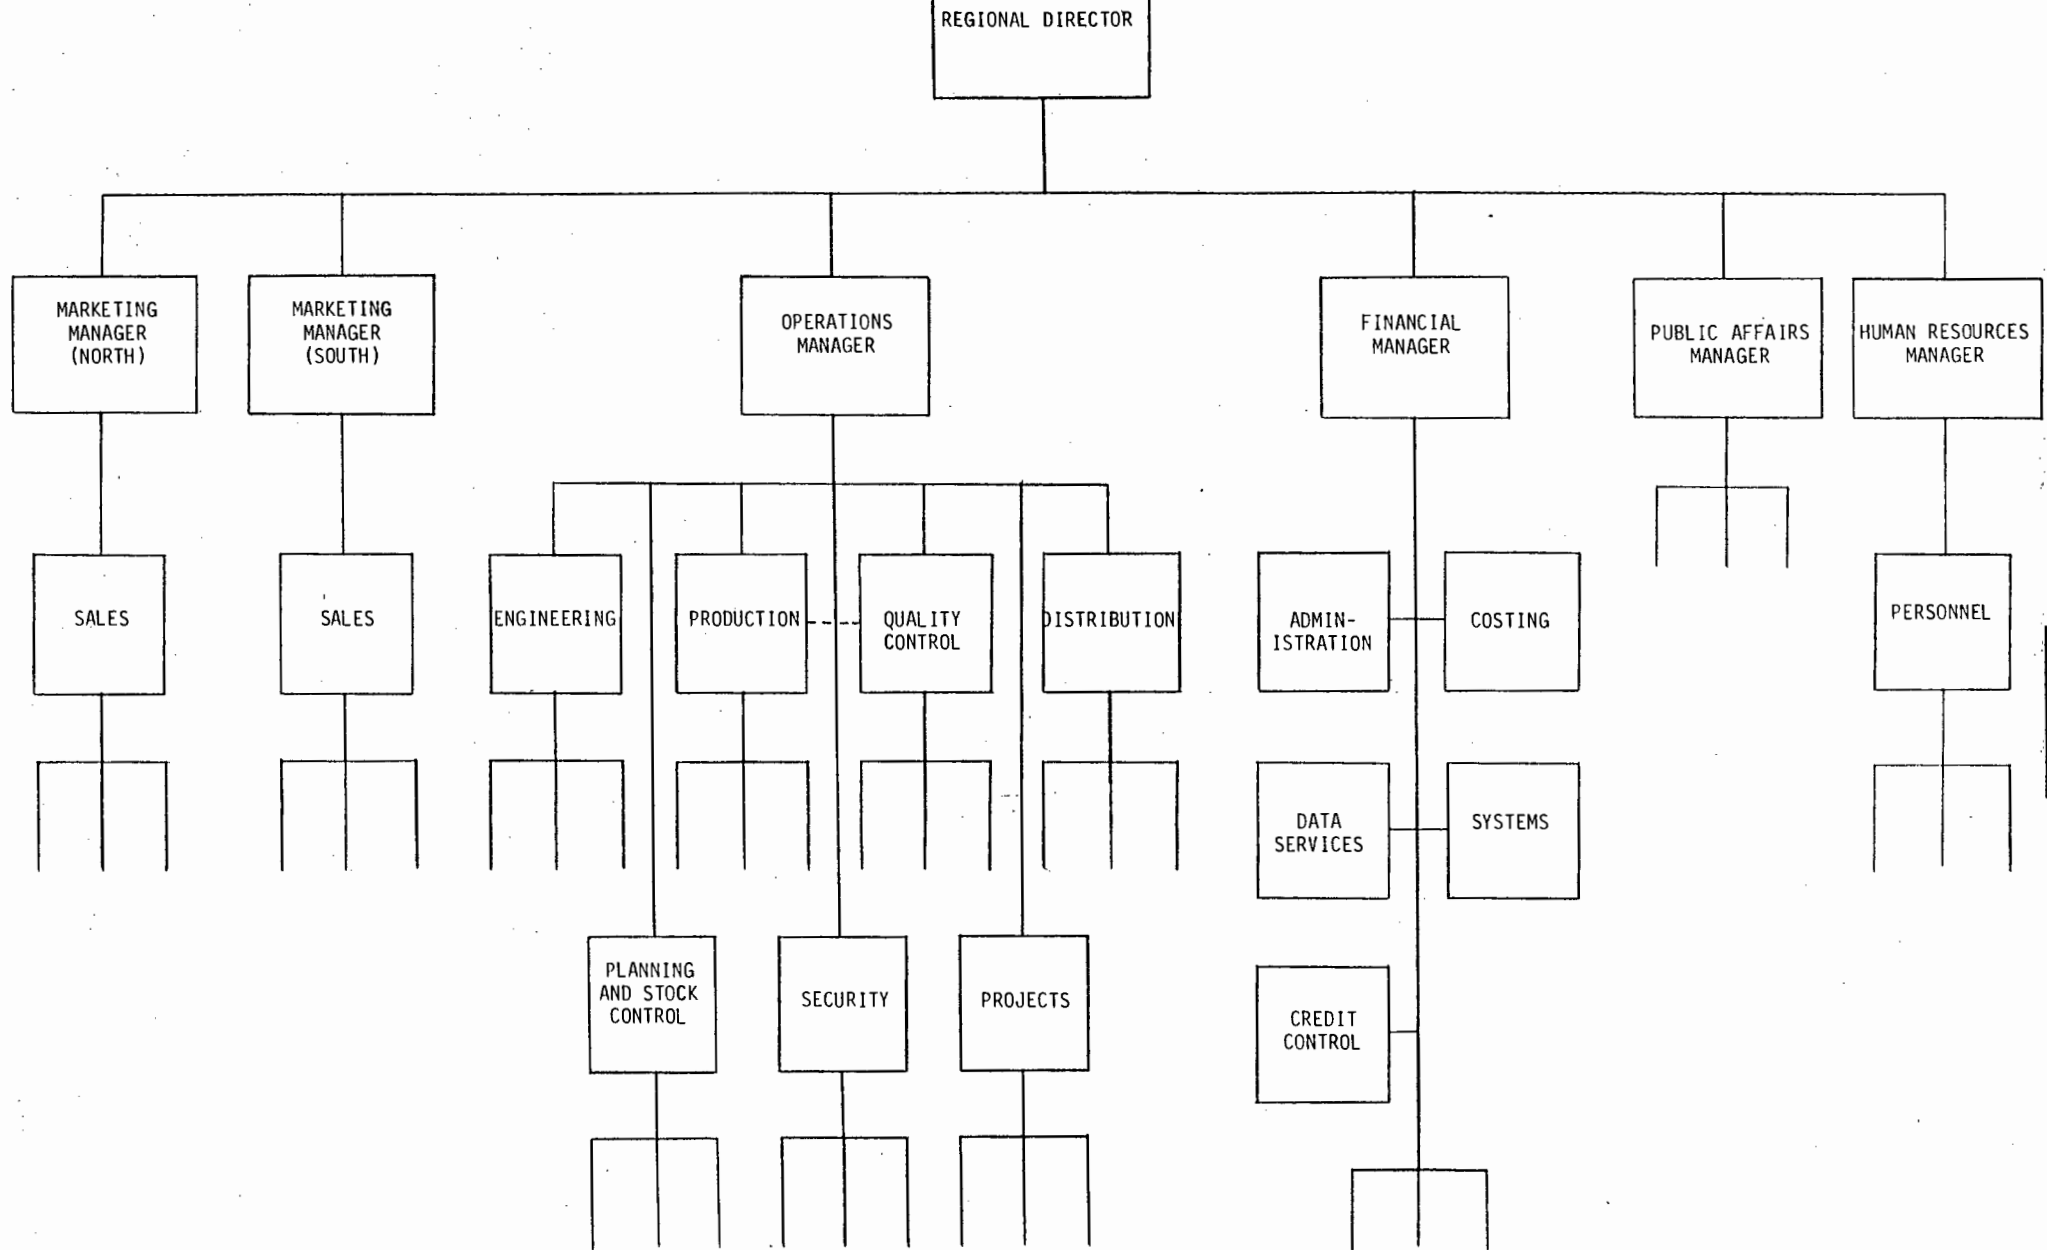 REGIONAL DIRECTOR
MARKETING
MANAGER
(NORTH)
MARKETING
MANAGER
(SOUTH)
OPERATIONS
MANAGER
FINANCIAL
MANAGER
PUBLIC AFFAIRS
MANAGER
HUMAN RESOURCES
MANAGER
SALES
SALES
ENGINEERING
PRODUCTION
QUALITY
CONTROL
DISTRIBUTION
ADMIN-
ISTRATION
COSTING
PERSONNEL
DATA
SERVICES
SYSTEMS
PLANNING
AND STOCK
CONTROL
SECURITY
PROJECTS
CREDIT
CONTROL